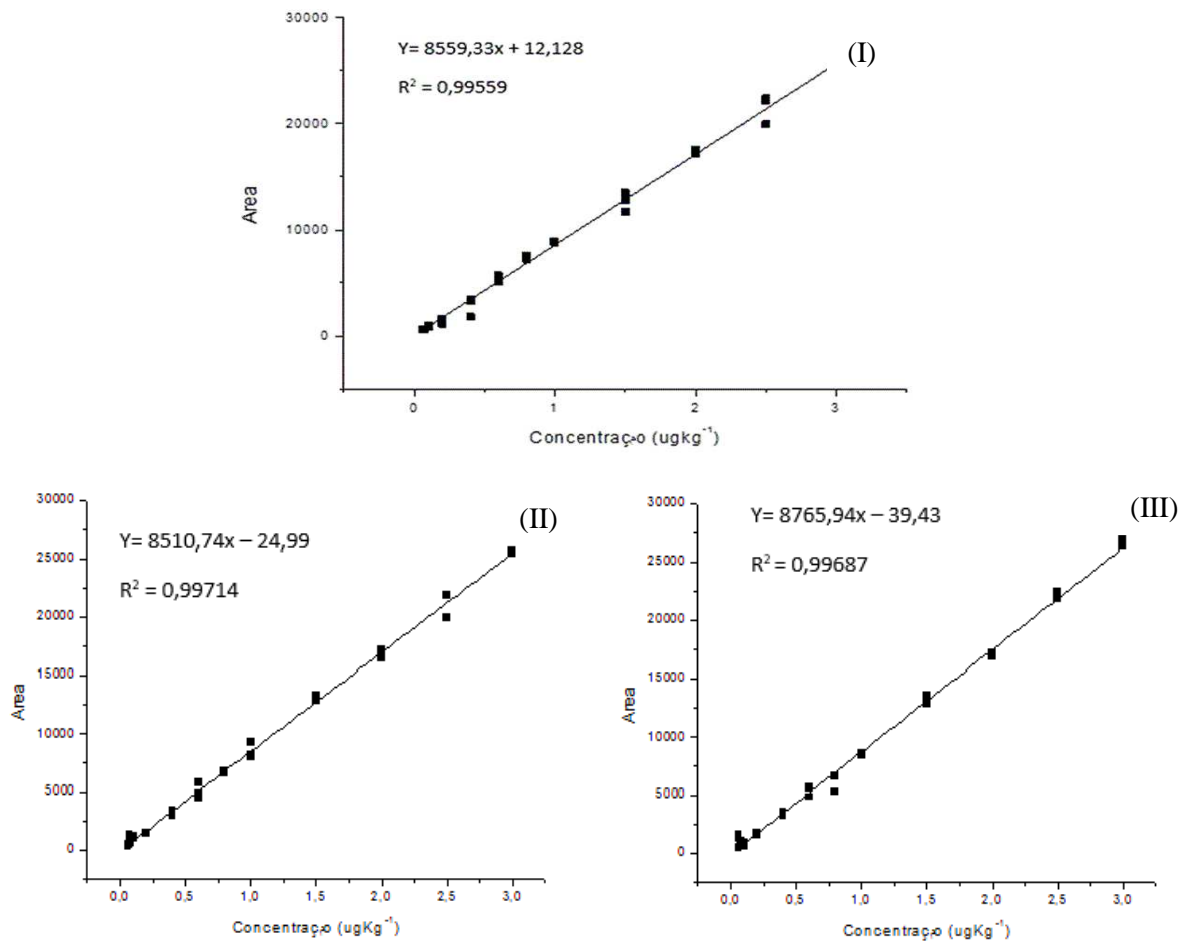 30000
Y= 8559,33x + 12,128
(I)
R² = 0,99559
20000
Area
10000
0
0 1 2 3
Concentraç‚o (ugkg⁻¹)
30000
Y= 8510,74x – 24,99
(II)
25000
R² = 0,99714
20000
15000
Area
10000
5000
0
0,0 0,5 1,0 1,5 2,0 2,5 3,0
Concentraç‚o (ugKg⁻¹)
30000
Y= 8765,94x – 39,43
(III)
25000
R² = 0,99687
20000
15000
Area
10000
5000
0
0,0 0,5 1,0 1,5 2,0 2,5 3,0
Concentraç‚o (ugKg⁻¹)